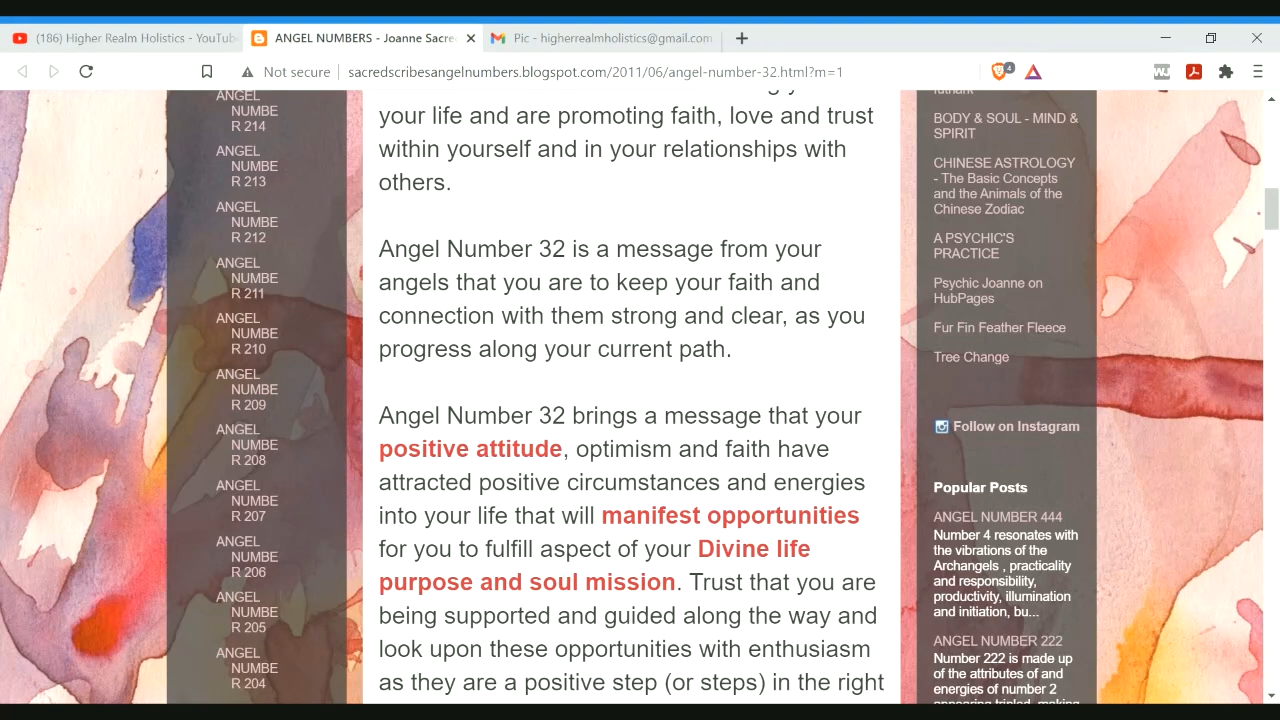 (186) Higher Realm Holistics - YouTub
ANGEL NUMBERS - Joanne Sacre
Pic - higherrealmholistics@gmail.com
Not secure
sacredscribesangelnumbers.blogspot.com/2011/06/angel-number-32.html?m=1
4
ANGEL
NUMBE
R 214
ANGEL
NUMBE
R 213
ANGEL
NUMBE
R 212
ANGEL
NUMBE
R 211
ANGEL
NUMBE
R 210
ANGEL
NUMBE
R 209
ANGEL
NUMBE
R 208
ANGEL
NUMBE
R 207
ANGEL
NUMBE
R 206
ANGEL
NUMBE
R 205
ANGEL
NUMBE
R 204
your life and are promoting faith, love and trust
within yourself and in your relationships with
others.
Angel Number 32 is a message from your
angels that you are to keep your faith and
connection with them strong and clear, as you
progress along your current path.
Angel Number 32 brings a message that your
positive attitude, optimism and faith have
attracted positive circumstances and energies
into your life that will manifest opportunities
for you to fulfill aspect of your Divine life
purpose and soul mission. Trust that you are
being supported and guided along the way and
look upon these opportunities with enthusiasm
as they are a positive step (or steps) in the right
BODY & SOUL - MIND &
SPIRIT
CHINESE ASTROLOGY
- The Basic Concepts
and the Animals of the
Chinese Zodiac
A PSYCHIC'S
PRACTICE
Psychic Joanne on
HubPages
Fur Fin Feather Fleece
Tree Change
Follow on Instagram
Popular Posts
ANGEL NUMBER 444
Number 4 resonates with
the vibrations of the
Archangels , practicality
and responsibility,
productivity, illumination
and initiation, bu...
ANGEL NUMBER 222
Number 222 is made up
of the attributes of and
energies of number 2
appearing tripled, making